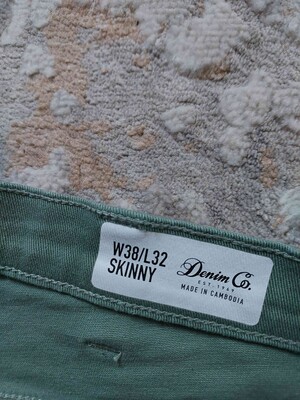 W38/L32
SKINNY
Denim Co.
EST. 1969
MADE IN CAMBODIA